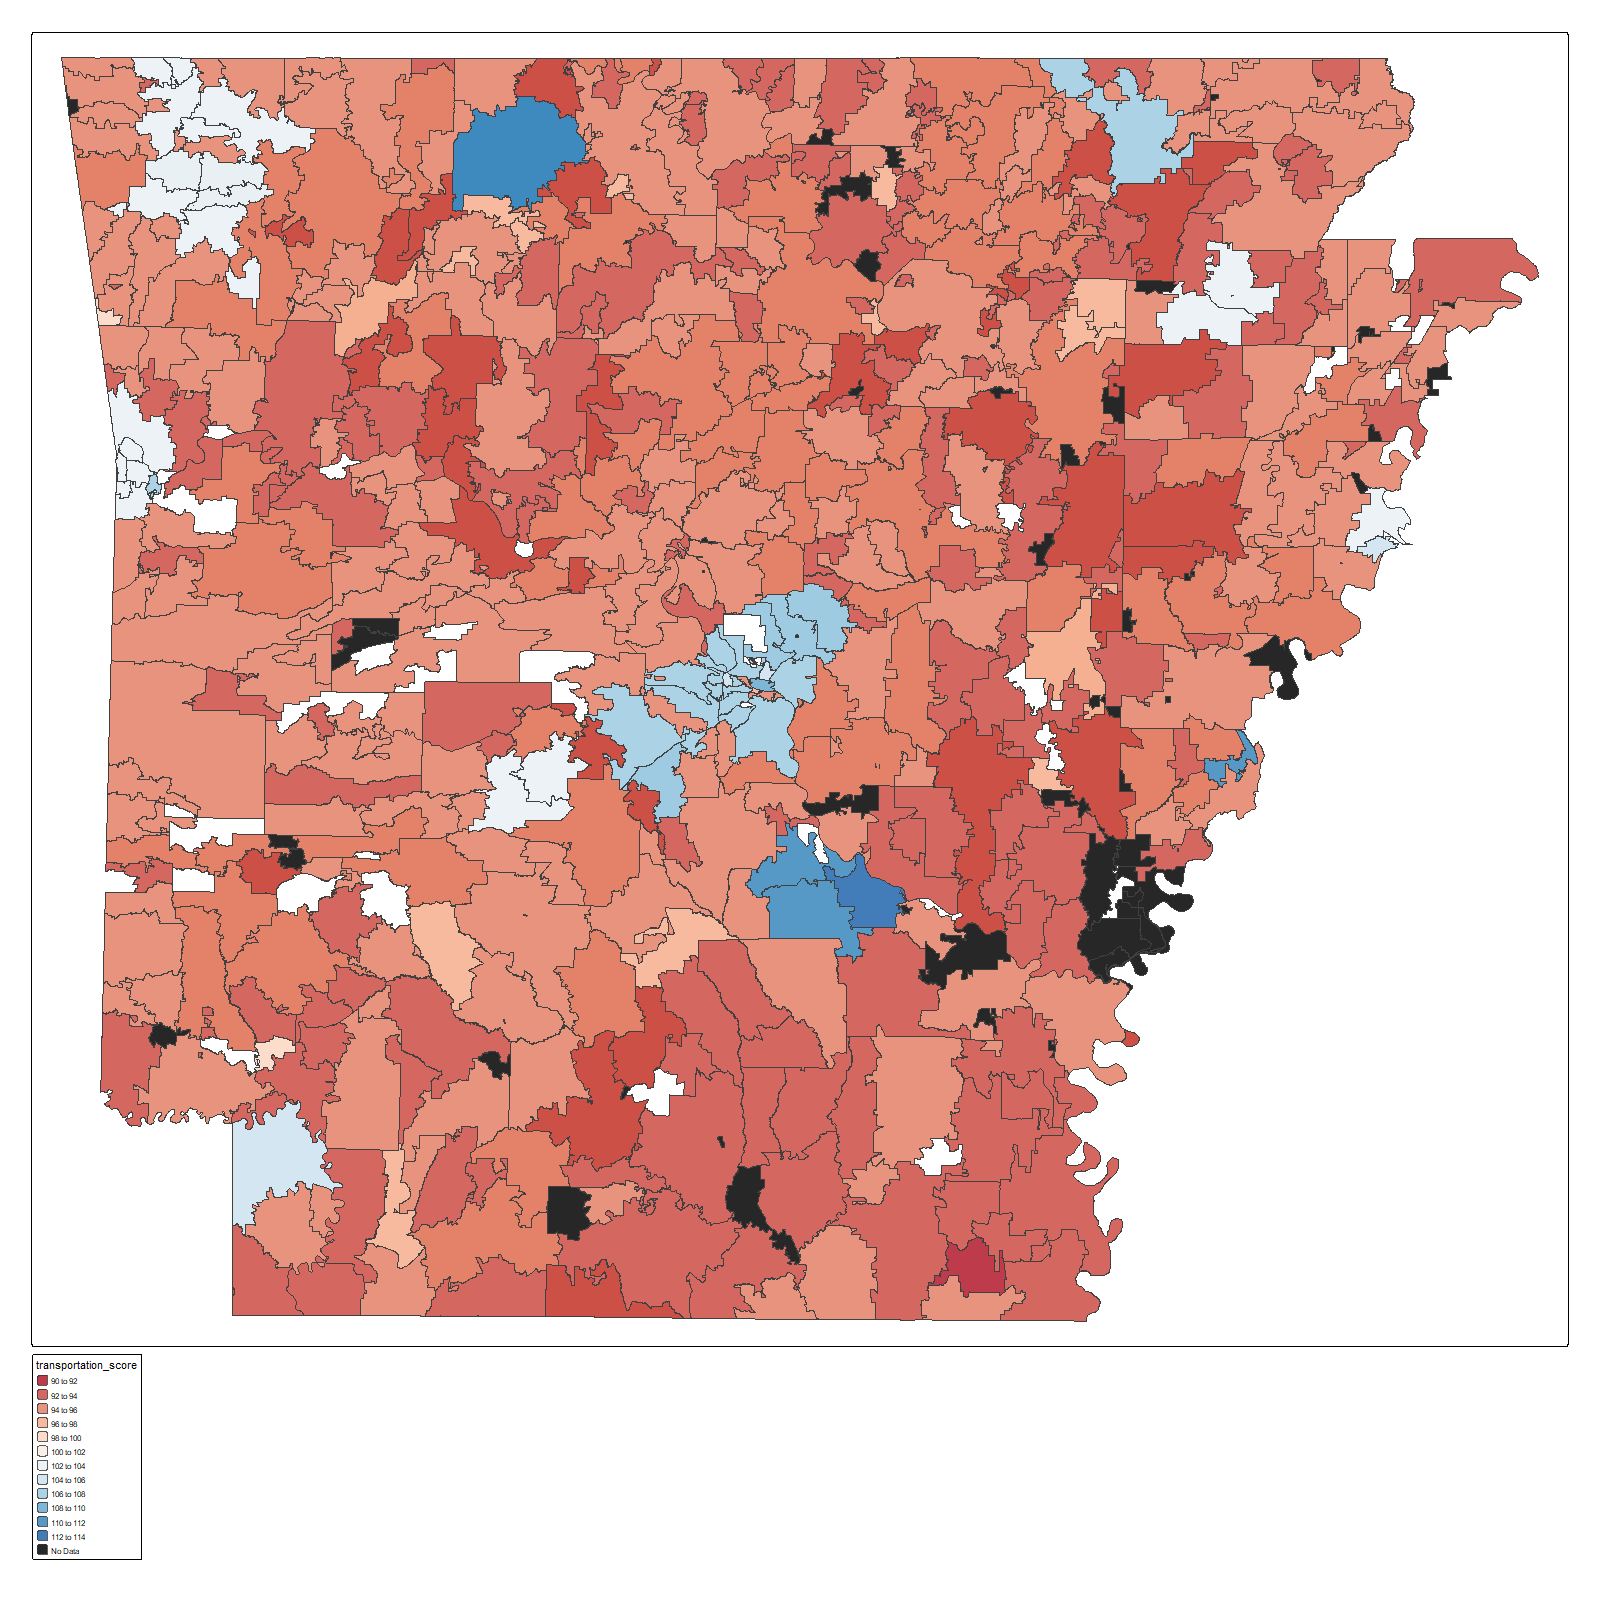 transportation_score
90 to 92
92 to 94
94 to 96
96 to 98
98 to 100
100 to 102
102 to 104
104 to 106
106 to 108
108 to 110
110 to 112
112 to 114
No Data